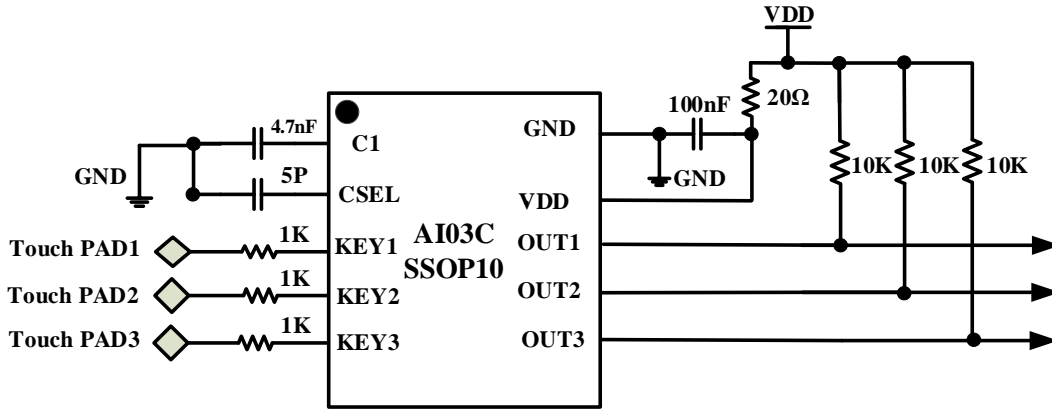 VDD
100nF
20Ω
4.7nF
C1
GND
GND
10K
10K
10K
GND
5P
CSEL
VDD
Touch PAD1
1K
KEY1
AI03C
SSOP10
OUT1
Touch PAD2
1K
KEY2
OUT2
Touch PAD3
1K
KEY3
OUT3